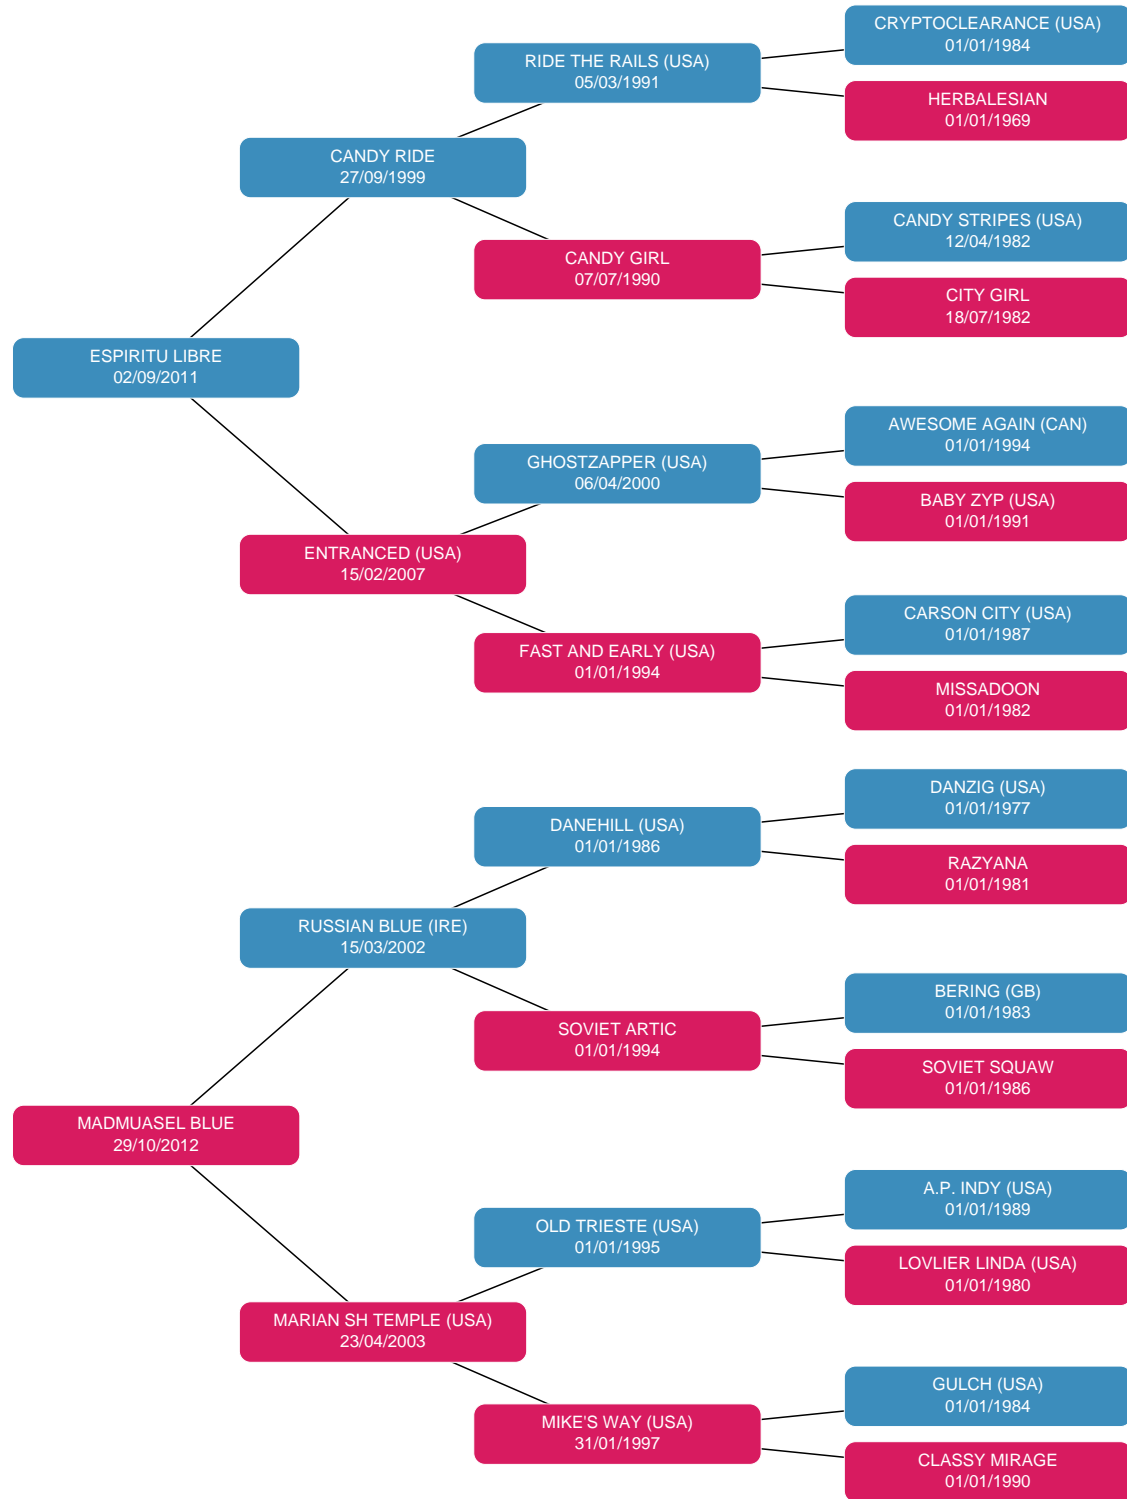 CRYPTOCLEARANCE (USA)
01/01/1984
RIDE THE RAILS (USA)
05/03/1991
HERBALESIAN
01/01/1969
CANDY RIDE
27/09/1999
CANDY STRIPES (USA)
12/04/1982
CANDY GIRL
07/07/1990
CITY GIRL
18/07/1982
ESPIRITU LIBRE
02/09/2011
AWESOME AGAIN (CAN)
01/01/1994
GHOSTZAPPER (USA)
06/04/2000
BABY ZYP (USA)
01/01/1991
ENTRANCED (USA)
15/02/2007
CARSON CITY (USA)
01/01/1987
FAST AND EARLY (USA)
01/01/1994
MISSADOON
01/01/1982
DANZIG (USA)
01/01/1977
DANEHILL (USA)
01/01/1986
RAZYANA
01/01/1981
RUSSIAN BLUE (IRE)
15/03/2002
BERING (GB)
01/01/1983
SOVIET ARTIC
01/01/1994
SOVIET SQUAW
01/01/1986
MADMUASEL BLUE
29/10/2012
A.P. INDY (USA)
01/01/1989
OLD TRIESTE (USA)
01/01/1995
LOVLIER LINDA (USA)
01/01/1980
MARIAN SH TEMPLE (USA)
23/04/2003
GULCH (USA)
01/01/1984
MIKE'S WAY (USA)
31/01/1997
CLASSY MIRAGE
01/01/1990